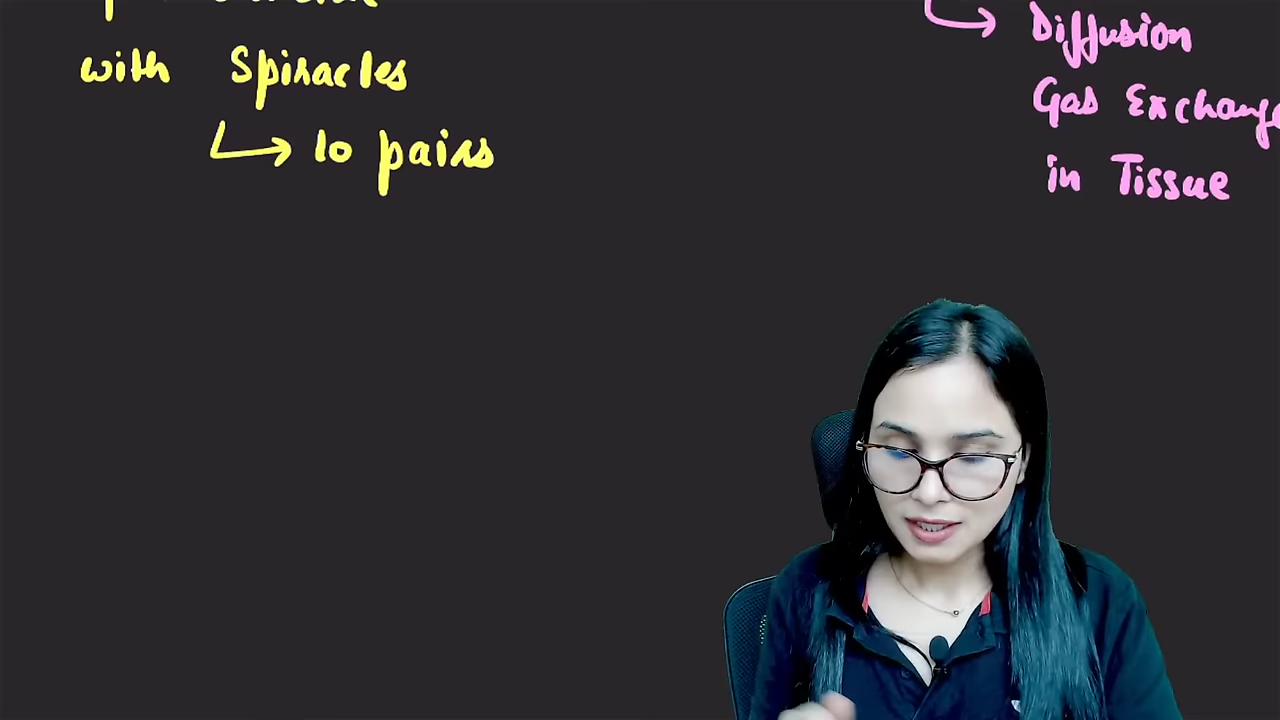 with Spiracles
↳ 10 pairs
↳ Diffusion
Gas Exchange
in Tissue